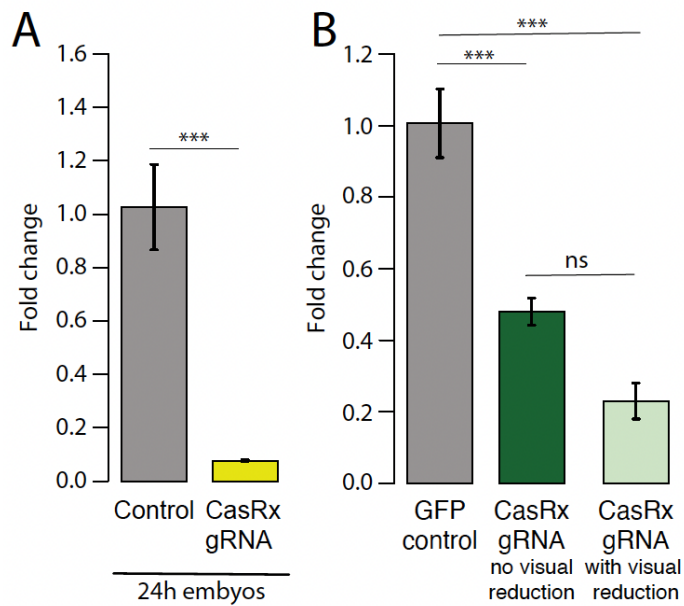 A
Fold change
1.6
1.4
1.2
1.0
0.8
0.6
0.4
0.2
0.0
***
Control
CasRx
gRNA
24h embyos
B
Fold change
1.2
1.0
0.8
0.6
0.4
0.2
0.0
***
***
ns
GFP
control
CasRx
gRNA
no visual
reduction
CasRx
gRNA
with visual
reduction